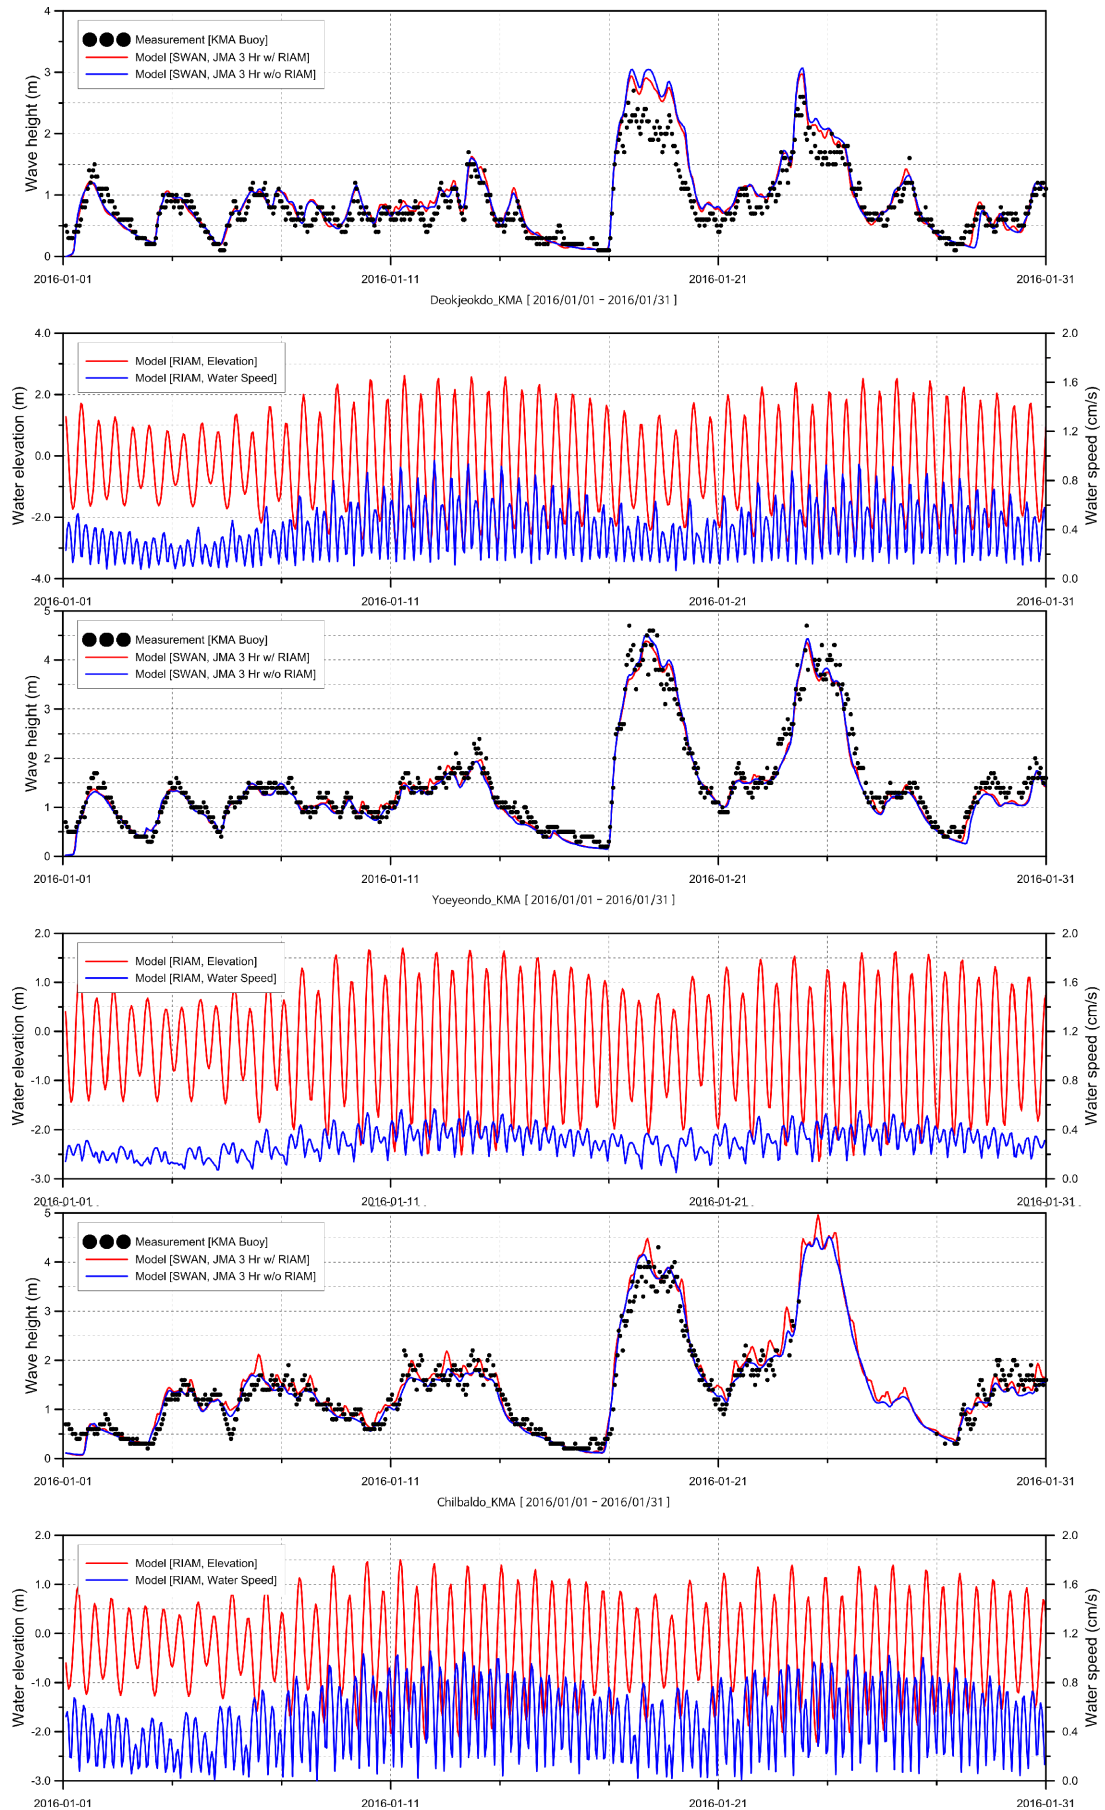 4
3
2
1
0
Wave height (m)
Measurement [KMA Buoy]
Model [SWAN, JMA 3 Hr w/ RIAM]
Model [SWAN, JMA 3 Hr w/o RIAM]
2016-01-01 2016-01-11 2016-01-21 2016-01-31
Deokjeokdo_KMA [ 2016/01/01 - 2016/01/31 ]
4.0
2.0
0.0
-2.0
-4.0
Water elevation (m)
Model [RIAM, Elevation]
Model [RIAM, Water Speed]
2.0
1.6
1.2
0.8
0.4
0.0
Water speed (cm/s)
2016-01-01 2016-01-11 2016-01-21 2016-01-31
5
4
3
2
1
0
Wave height (m)
Measurement [KMA Buoy]
Model [SWAN, JMA 3 Hr w/ RIAM]
Model [SWAN, JMA 3 Hr w/o RIAM]
2016-01-01 2016-01-11 2016-01-21 2016-01-31
Yoeyeondo_KMA [ 2016/01/01 - 2016/01/31 ]
2.0
1.0
0.0
-1.0
-2.0
-3.0
Water elevation (m)
Model [RIAM, Elevation]
Model [RIAM, Water Speed]
2.0
1.6
1.2
0.8
0.4
0.0
Water speed (cm/s)
2016-01-01 2016-01-11 2016-01-21 2016-01-31
5
4
3
2
1
0
Wave height (m)
Measurement [KMA Buoy]
Model [SWAN, JMA 3 Hr w/ RIAM]
Model [SWAN, JMA 3 Hr w/o RIAM]
2016-01-01 2016-01-11 2016-01-21 2016-01-31
Chilbaldo_KMA [ 2016/01/01 - 2016/01/31 ]
2.0
1.0
0.0
-1.0
-2.0
-3.0
Water elevation (m)
Model [RIAM, Elevation]
Model [RIAM, Water Speed]
2.0
1.6
1.2
0.8
0.4
0.0
Water speed (cm/s)
2016-01-01 2016-01-11 2016-01-21 2016-01-31